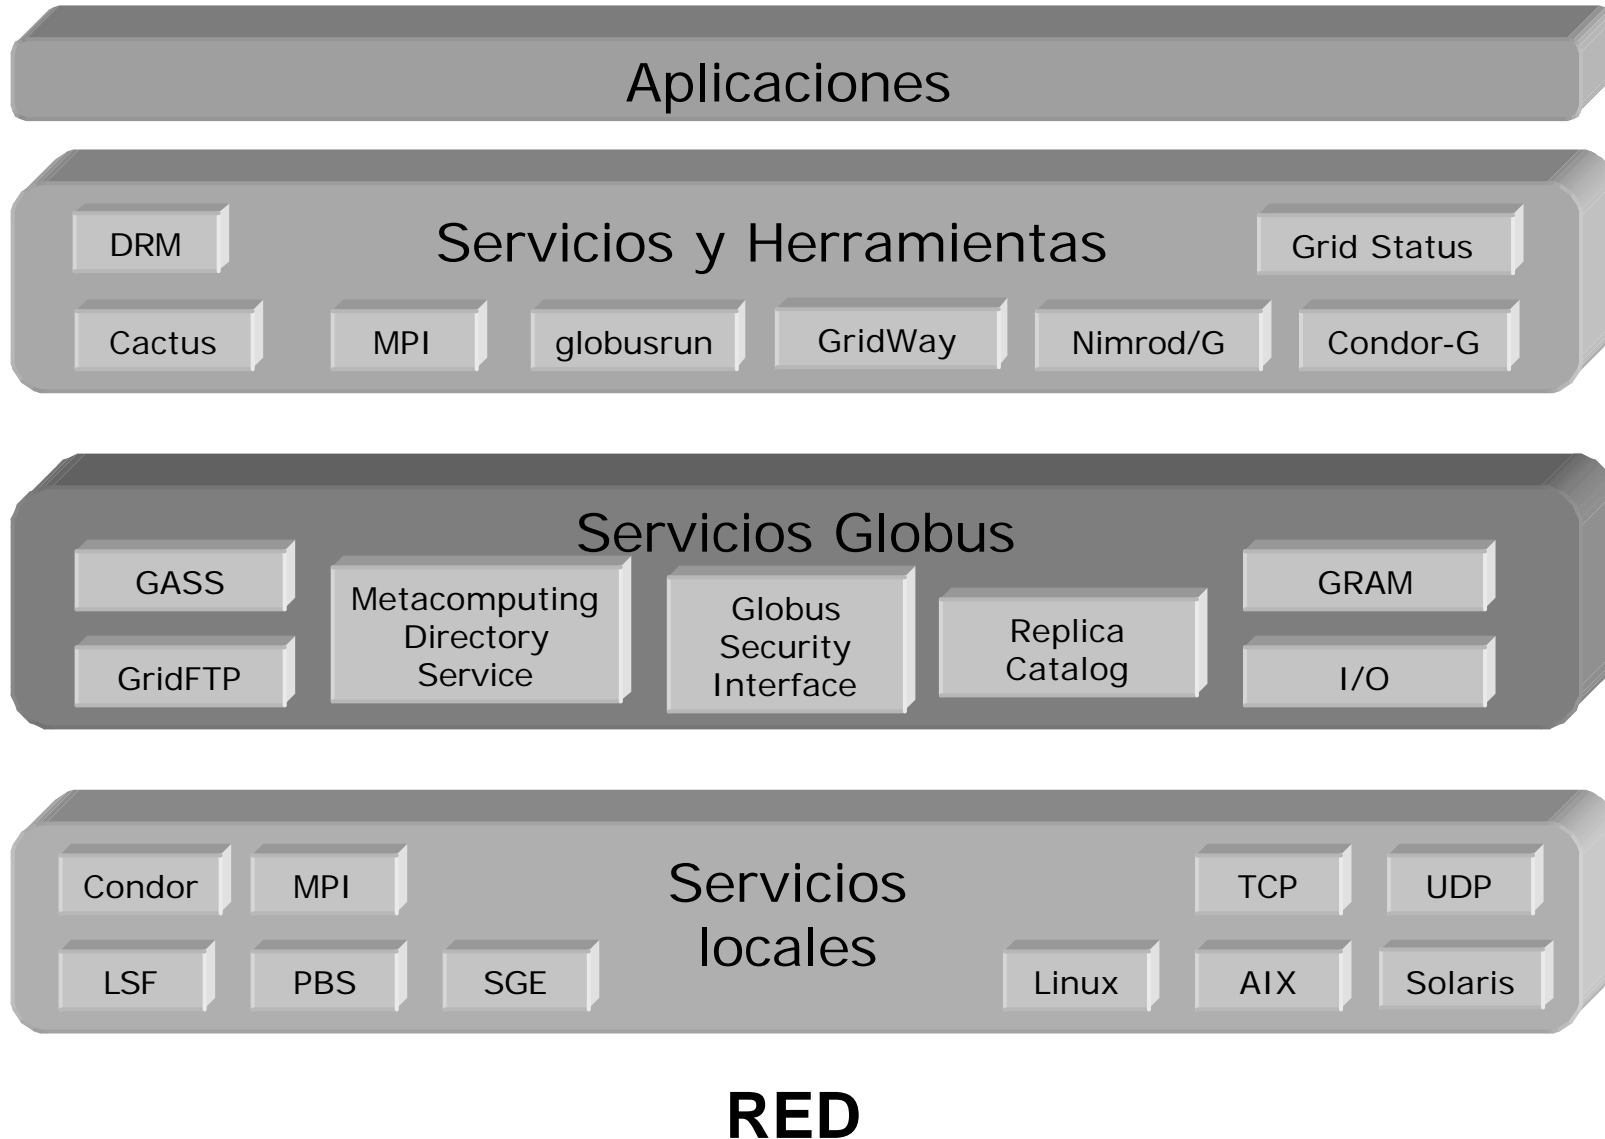 Aplicaciones
DRM
Servicios y Herramientas
Grid Status
Cactus
MPI
globusrun
GridWay
Nimrod/G
Condor-G
Servicios Globus
GASS
GridFTP
Metacomputing
Directory
Service
Globus
Security
Interface
Replica
Catalog
GRAM
I/O
Condor
MPI
Servicios
locales
TCP
UDP
LSF
PBS
SGE
Linux
AIX
Solaris
RED